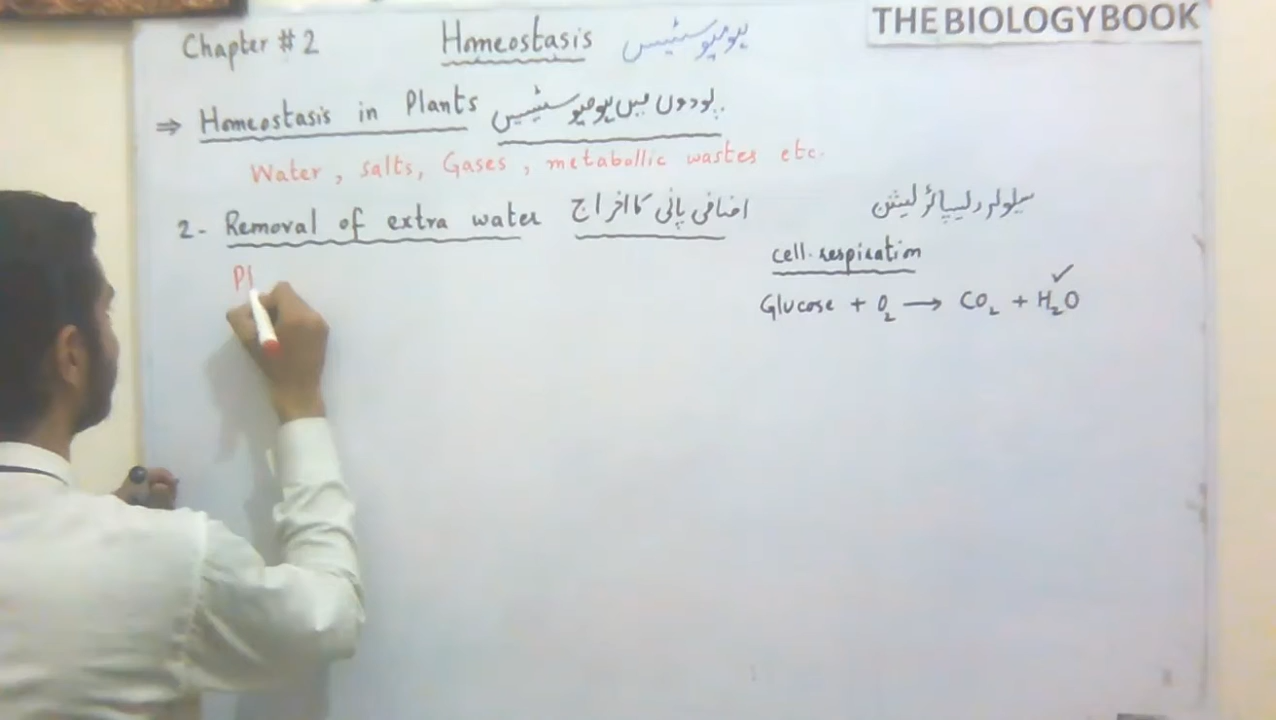 THE BIOLOGY BOOK
Chapter # 2 Homeostasis ہومیوسٹیسس
⇒ Homeostasis in Plants پودوں میں ہومیوسٹیسس
Water, salts, Gases, metabollic wastes etc.
2- Removal of extra water اضافی پانی کا اخراج
سیلولر ریسپائریشن
cell. respiration
Glucose + O₂ → CO₂ + H₂O ✓
Pl